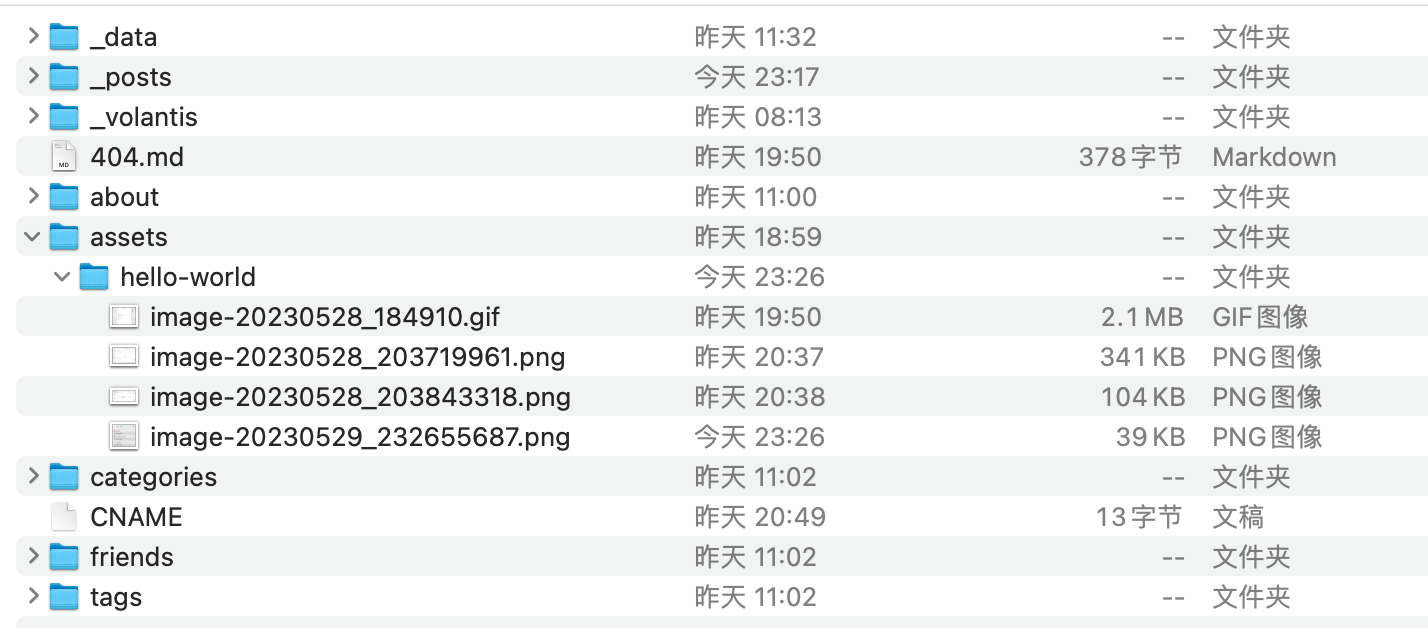 _data 昨天 11:32 -- 文件夹
_posts 今天 23:17 -- 文件夹
_volantis 昨天 08:13 -- 文件夹
MD 404.md 昨天 19:50 378字节 Markdown
about 昨天 11:00 -- 文件夹
assets 昨天 18:59 -- 文件夹
hello-world 今天 23:26 -- 文件夹
image-20230528_184910.gif 昨天 19:50 2.1 MB GIF图像
image-20230528_203719961.png 昨天 20:37 341 KB PNG图像
image-20230528_203843318.png 昨天 20:38 104 KB PNG图像
image-20230529_232655687.png 今天 23:26 39 KB PNG图像
categories 昨天 11:02 -- 文件夹
CNAME 昨天 20:49 13字节 文稿
friends 昨天 11:02 -- 文件夹
tags 昨天 11:02 -- 文件夹